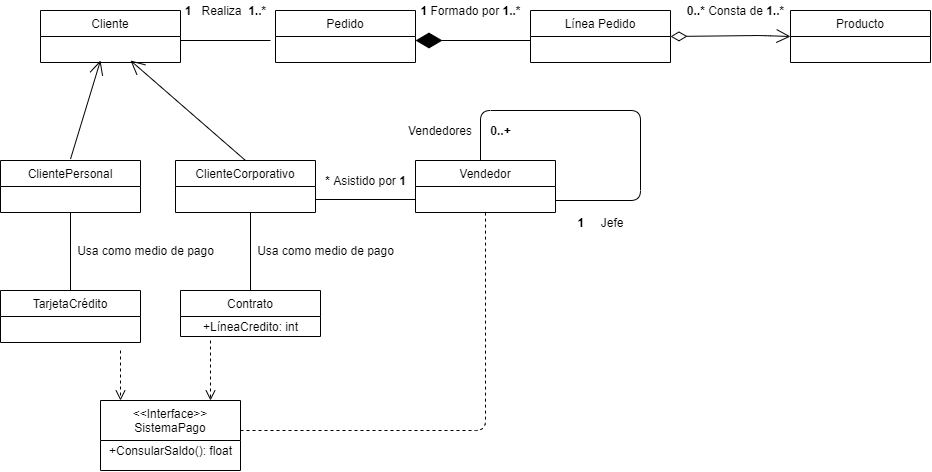 Cliente
1 Realiza 1..*
Pedido
1 Formado por 1..*
Línea Pedido
0..* Consta de 1..*
Producto
Vendedores 0..+
ClientePersonal
ClienteCorporativo
* Asistido por 1
Vendedor
1 Jefe
Usa como medio de pago
Usa como medio de pago
TarjetaCrédito
Contrato
+LíneaCredito: int
<<Interface>>
SistemaPago
+ConsularSaldo(): float